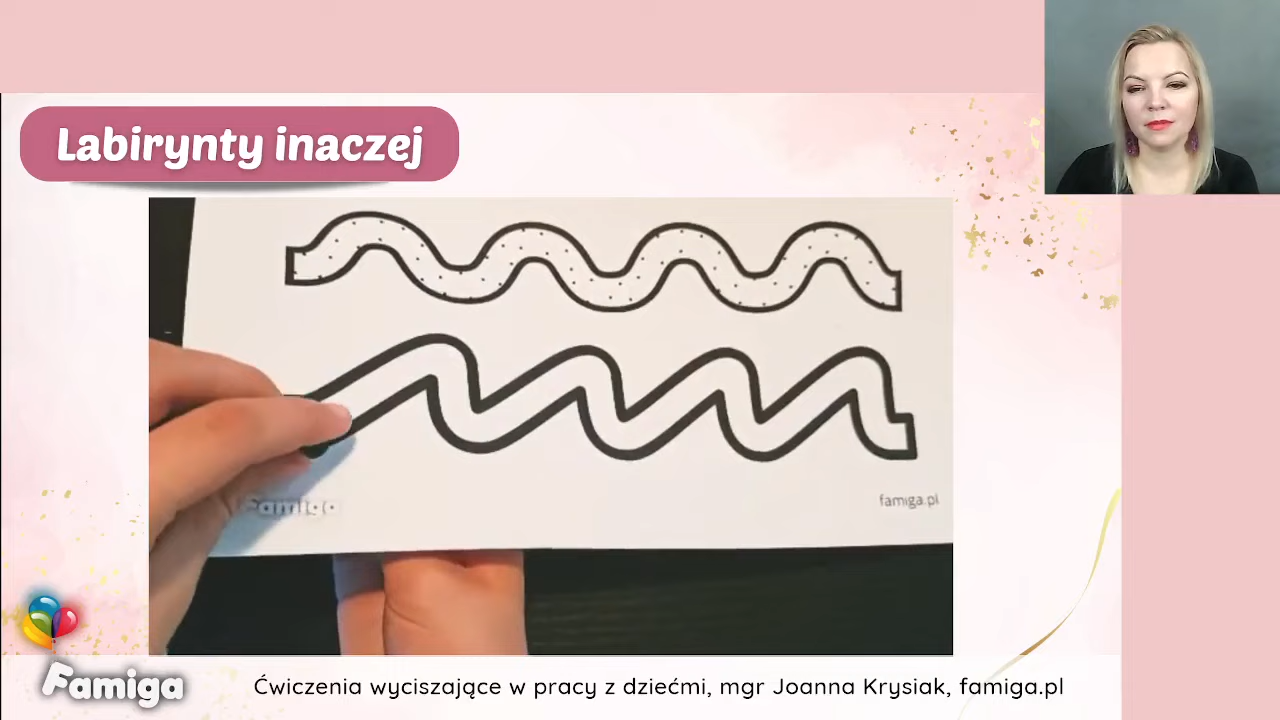 Labirynty inaczej
Famiga
famiga.pl
Famiga
Ćwiczenia wyciszające w pracy z dziećmi, mgr Joanna Krysiak, famiga.pl